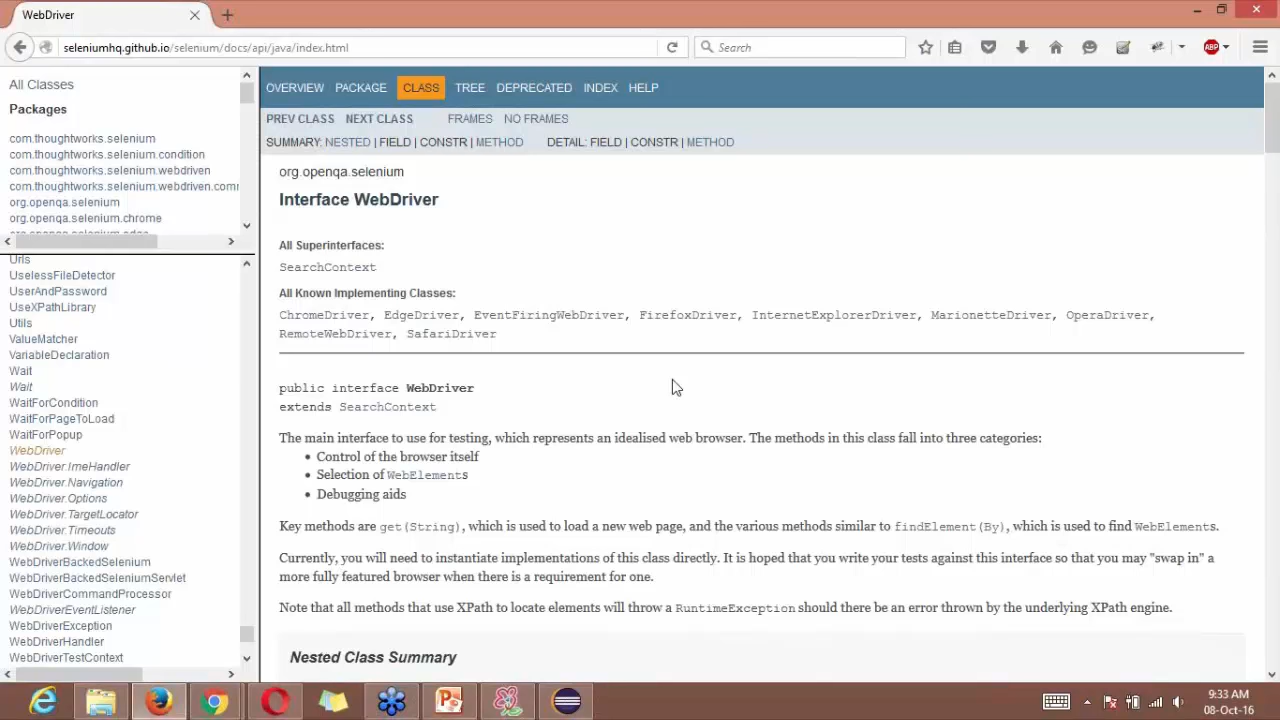 WebDriver
seleniumhq.github.io/selenium/docs/api/java/index.html
Search
ABP
All Classes
Packages
com.thoughtworks.selenium
com.thoughtworks.selenium.condition
com.thoughtworks.selenium.webdriven
com.thoughtworks.selenium.webdriven.comm
org.openqa.selenium
org.openqa.selenium.chrome
org.openqa.selenium.edge
Urls
UselessFileDetector
UserAndPassword
UseXPathLibrary
Utils
ValueMatcher
VariableDeclaration
Wait
Wait
WaitForCondition
WaitForPageToLoad
WaitForPopup
WebDriver
WebDriver.ImeHandler
WebDriver.Navigation
WebDriver.Options
WebDriver.TargetLocator
WebDriver.Timeouts
WebDriver.Window
WebDriverBackedSelenium
WebDriverBackedSeleniumServlet
WebDriverCommandProcessor
WebDriverEventListener
WebDriverException
WebDriverHandler
WebDriverTestContext
OVERVIEW PACKAGE CLASS TREE DEPRECATED INDEX HELP
PREV CLASS NEXT CLASS FRAMES NO FRAMES
SUMMARY: NESTED | FIELD | CONSTR | METHOD DETAIL: FIELD | CONSTR | METHOD
org.openqa.selenium
Interface WebDriver
All Superinterfaces:
SearchContext
All Known Implementing Classes:
ChromeDriver, EdgeDriver, EventFiringWebDriver, FirefoxDriver, InternetExplorerDriver, MarionetteDriver, OperaDriver,
RemoteWebDriver, SafariDriver
public interface WebDriver
extends SearchContext
The main interface to use for testing, which represents an idealised web browser. The methods in this class fall into three categories:
• Control of the browser itself
• Selection of WebElements
• Debugging aids
Key methods are get(String), which is used to load a new web page, and the various methods similar to findElement(By), which is used to find WebElements.
Currently, you will need to instantiate implementations of this class directly. It is hoped that you write your tests against this interface so that you may "swap in" a
more fully featured browser when there is a requirement for one.
Note that all methods that use XPath to locate elements will throw a RuntimeException should there be an error thrown by the underlying XPath engine.
Nested Class Summary
9:33 AM
08-Oct-16